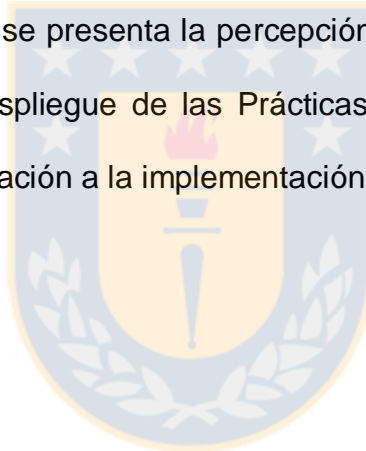 se presenta la percepción
spliegue de las Prácticas
ación a la implementación